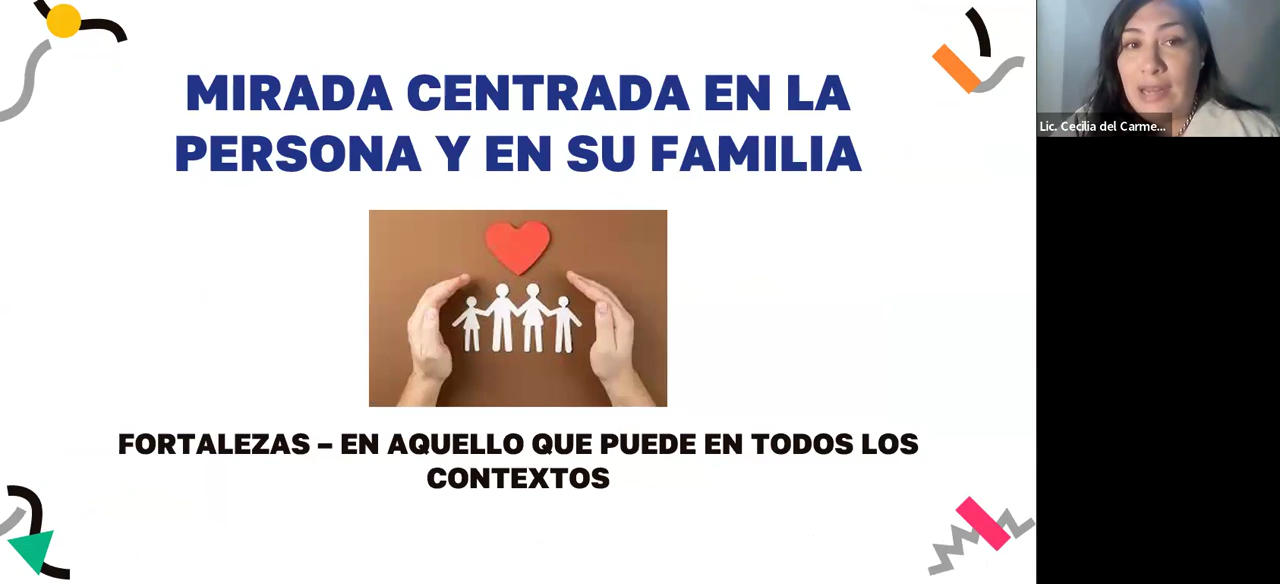 MIRADA CENTRADA EN LA
PERSONA Y EN SU FAMILIA
FORTALEZAS – EN AQUELLO QUE PUEDE EN TODOS LOS
CONTEXTOS
Lic. Cecilia del Carme...